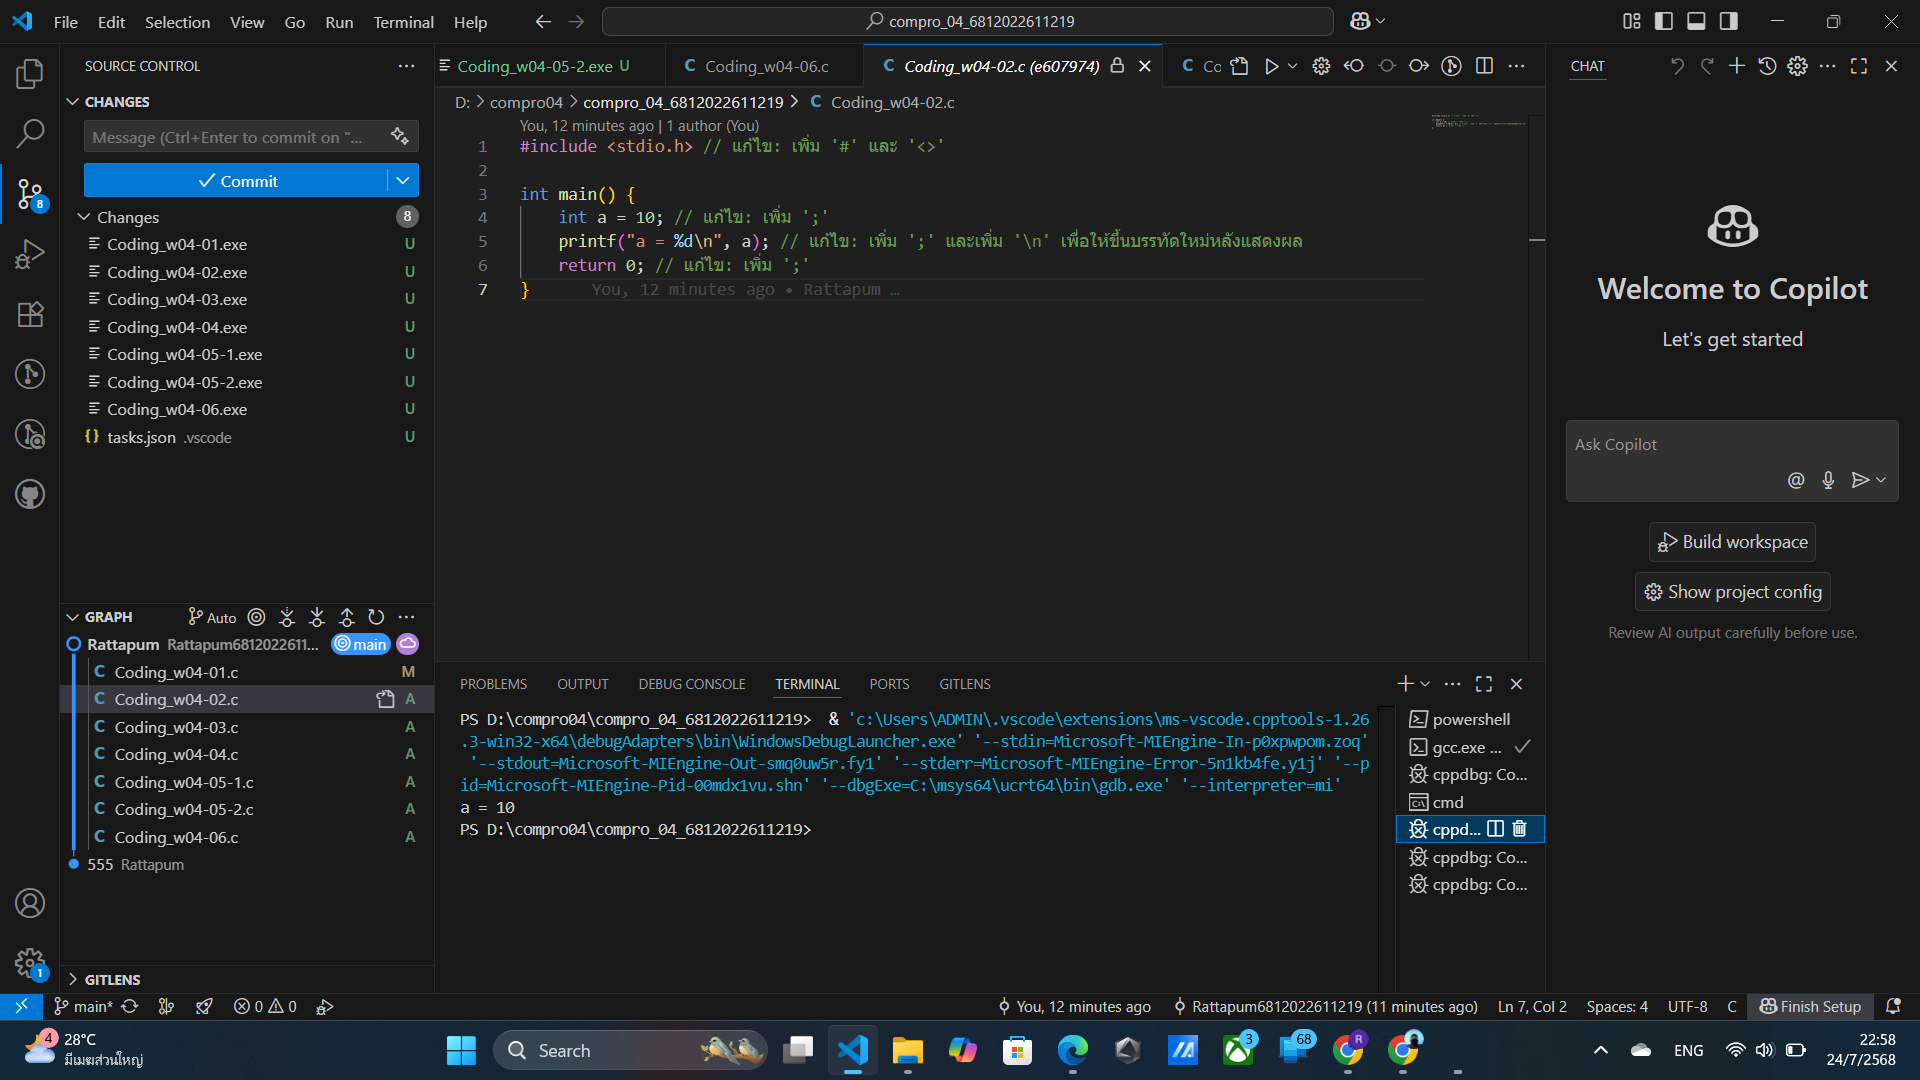 File Edit Selection View Go Run Terminal Help
compro_04_6812022611219
SOURCE CONTROL
CHANGES
Message (Ctrl+Enter to commit on "...
Commit
Changes 8
Coding_w04-01.exe U
Coding_w04-02.exe U
Coding_w04-03.exe U
Coding_w04-04.exe U
Coding_w04-05-1.exe U
Coding_w04-05-2.exe U
Coding_w04-06.exe U
{} tasks.json .vscode U
8
GRAPH Auto
Rattapum Rattapum6812022611... main
C Coding_w04-01.c M
C Coding_w04-02.c A
C Coding_w04-03.c A
C Coding_w04-04.c A
C Coding_w04-05-1.c A
C Coding_w04-05-2.c A
C Coding_w04-06.c A
555 Rattapum
1
GITLENS
Coding_w04-05-2.exe U
C Coding_w04-06.c
C Coding_w04-02.c (e607974)
C Co
D: > compro04 > compro_04_6812022611219 > C Coding_w04-02.c
You, 12 minutes ago | 1 author (You)
1 #include <stdio.h> // แก้ไข: เพิ่ม '#' และ '<>'
2
3 int main() {
4 int a = 10; // แก้ไข: เพิ่ม ';'
5 printf("a = %d\n", a); // แก้ไข: เพิ่ม ';' และเพิ่ม '\n' เพื่อให้ขึ้นบรรทัดใหม่หลังแสดงผล
6 return 0; // แก้ไข: เพิ่ม ';'
7 } You, 12 minutes ago • Rattapum …
PROBLEMS OUTPUT DEBUG CONSOLE TERMINAL PORTS GITLENS
PS D:\compro04\compro_04_6812022611219> & 'c:\Users\ADMIN\.vscode\extensions\ms-vscode.cpptools-1.26
.3-win32-x64\debugAdapters\bin\WindowsDebugLauncher.exe' '--stdin=Microsoft-MIEngine-In-p0xpwpom.zoq'
'--stdout=Microsoft-MIEngine-Out-smq0uw5r.fy1' '--stderr=Microsoft-MIEngine-Error-5n1kb4fe.y1j' '--p
id=Microsoft-MIEngine-Pid-00mdx1vu.shn' '--dbgExe=C:\msys64\ucrt64\bin\gdb.exe' '--interpreter=mi'
a = 10
PS D:\compro04\compro_04_6812022611219>
powershell
gcc.exe ...
cppdbg: Co...
cmd
cppd...
cppdbg: Co...
cppdbg: Co...
CHAT
Welcome to Copilot
Let's get started
Ask Copilot
@
Build workspace
Show project config
Review AI output carefully before use.
main* 0 0
You, 12 minutes ago Rattapum6812022611219 (11 minutes ago) Ln 7, Col 2 Spaces: 4 UTF-8 C Finish Setup
4
28°C
มีเมฆส่วนใหญ่
Search
3
68
R
ENG
22:58
24/7/2568